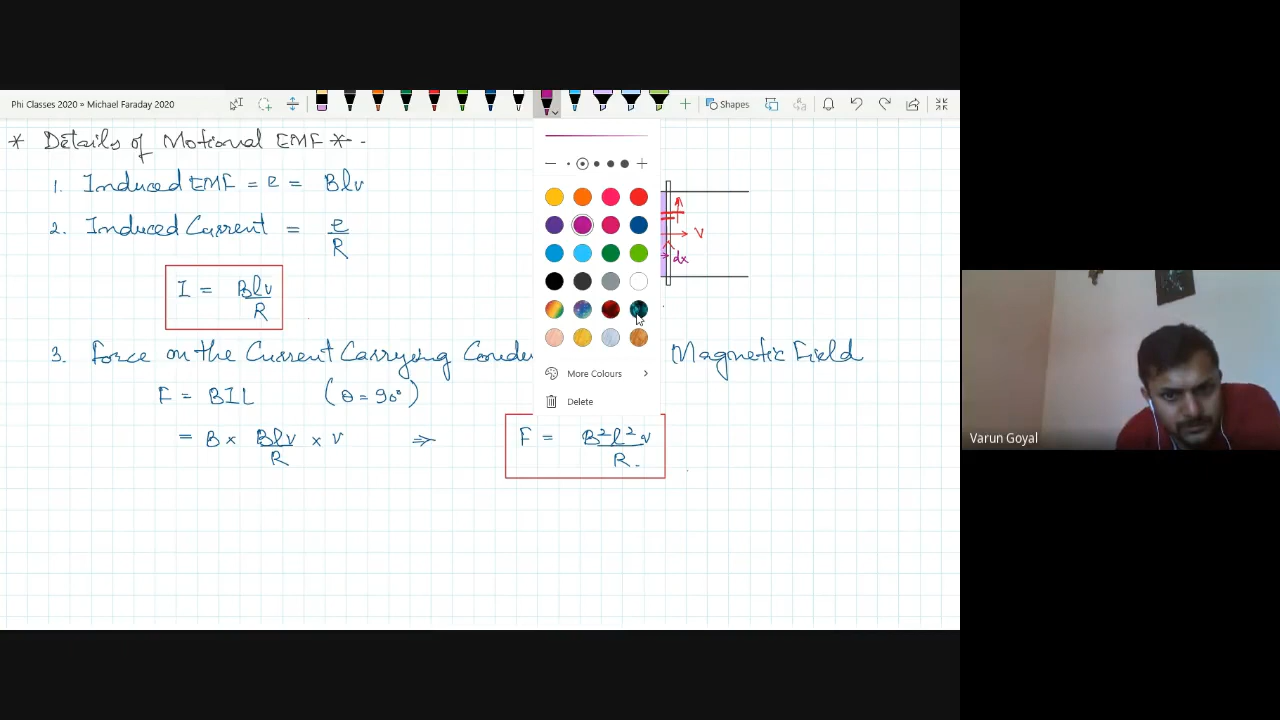 Phi Classes 2020 » Michael Faraday 2020
Shapes
* Details of Motional EMF * -
1. Induced EMF = e = Blv
2. Induced Current = e
R
I = Blv
R
V
dx
3. Force on the Current Carrying Magnetic Field
F = BIL (θ = 90°)
= B × Blv × v ⇒ F = B²l²v
R R.
More Colours
Delete
Varun Goyal